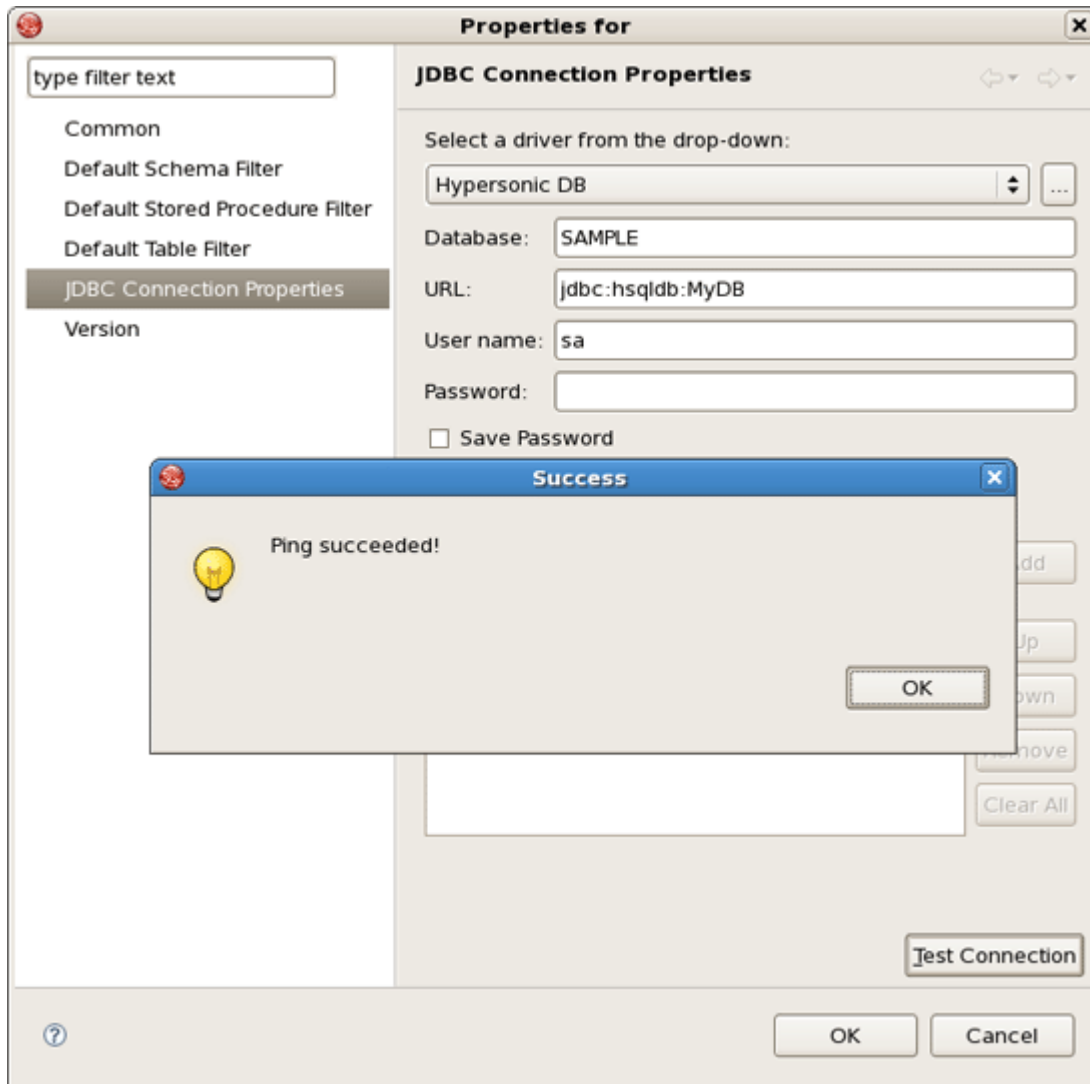 Properties for
type filter text
JDBC Connection Properties
Common
Default Schema Filter
Default Stored Procedure Filter
Default Table Filter
JDBC Connection Properties
Version
Select a driver from the drop-down:
Hypersonic DB
...
Database: SAMPLE
URL: jdbc:hsqldb:MyDB
User name: sa
Password:
Save Password
Success
Ping succeeded!
OK
Clear All
Test Connection
?
OK Cancel